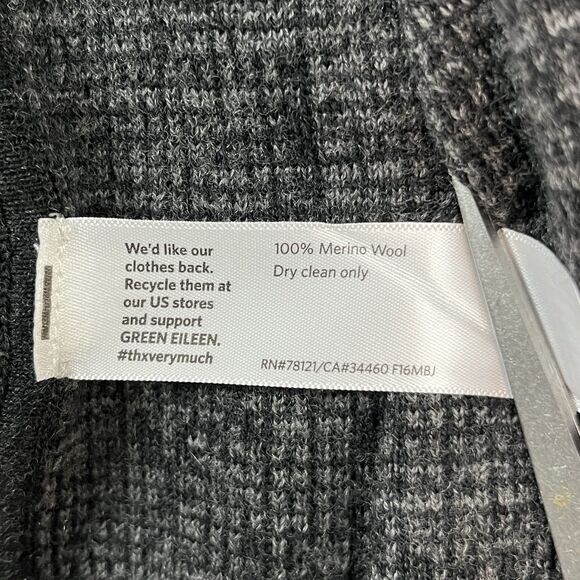 We'd like our
clothes back.
Recycle them at
our US stores
and support
GREEN EILEEN.
#thxverymuch
100% Merino Wool
Dry clean only
RN#78121/CA#34460 F16MBJ